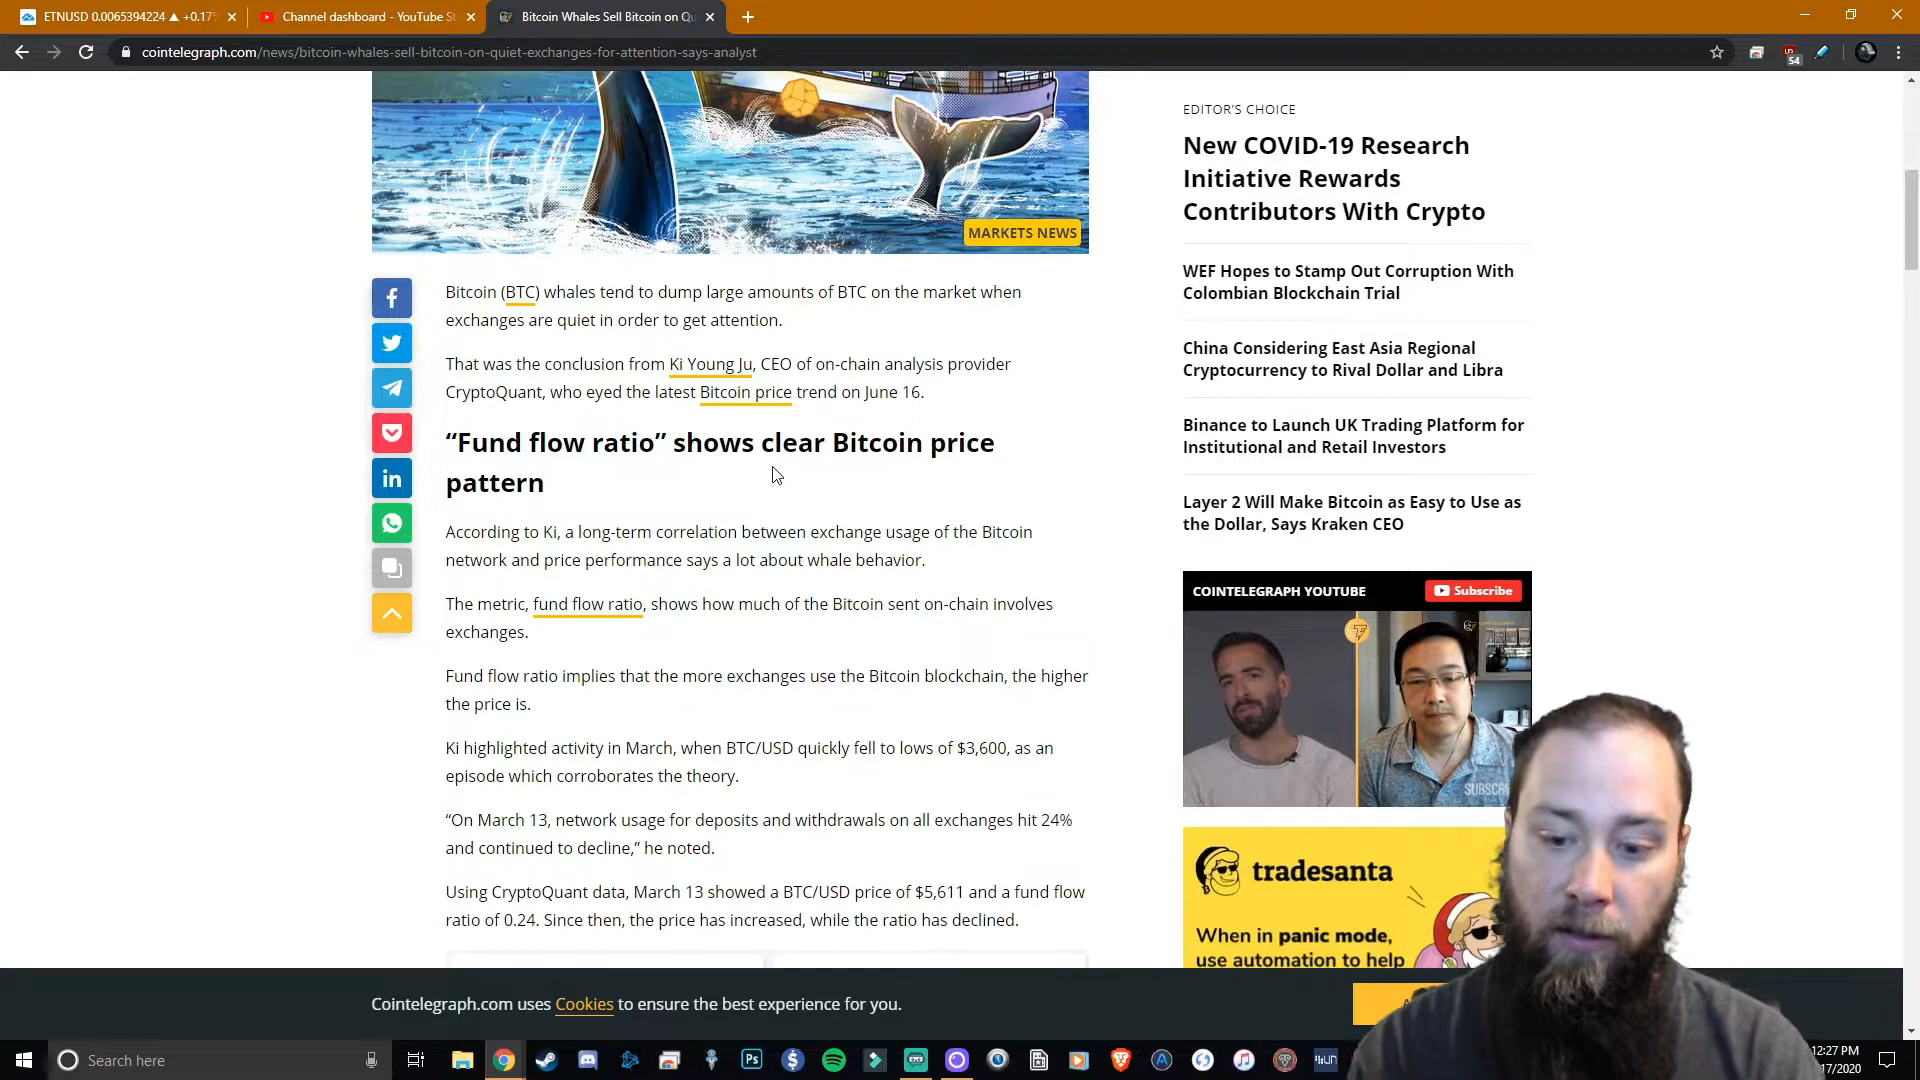 ETNUSD 0.0065394224 ▲ +0.17
Channel dashboard - YouTube St
Bitcoin Whales Sell Bitcoin on Qu
cointelegraph.com/news/bitcoin-whales-sell-bitcoin-on-quiet-exchanges-for-attention-says-analyst
54
MARKETS NEWS
Bitcoin (BTC) whales tend to dump large amounts of BTC on the market when
exchanges are quiet in order to get attention.
That was the conclusion from Ki Young Ju, CEO of on-chain analysis provider
CryptoQuant, who eyed the latest Bitcoin price trend on June 16.
“Fund flow ratio” shows clear Bitcoin price
pattern
According to Ki, a long-term correlation between exchange usage of the Bitcoin
network and price performance says a lot about whale behavior.
The metric, fund flow ratio, shows how much of the Bitcoin sent on-chain involves
exchanges.
Fund flow ratio implies that the more exchanges use the Bitcoin blockchain, the higher
the price is.
Ki highlighted activity in March, when BTC/USD quickly fell to lows of $3,600, as an
episode which corroborates the theory.
“On March 13, network usage for deposits and withdrawals on all exchanges hit 24%
and continued to decline,” he noted.
Using CryptoQuant data, March 13 showed a BTC/USD price of $5,611 and a fund flow
ratio of 0.24. Since then, the price has increased, while the ratio has declined.
EDITOR’S CHOICE
New COVID-19 Research
Initiative Rewards
Contributors With Crypto
WEF Hopes to Stamp Out Corruption With
Colombian Blockchain Trial
China Considering East Asia Regional
Cryptocurrency to Rival Dollar and Libra
Binance to Launch UK Trading Platform for
Institutional and Retail Investors
Layer 2 Will Make Bitcoin as Easy to Use as
the Dollar, Says Kraken CEO
COINTELEGRAPH YOUTUBE
Subscribe
tradesanta
When in panic mode,
use automation to help
Cointelegraph.com uses Cookies to ensure the best experience for you.
Search here
Ps
12:27 PM
17/2020